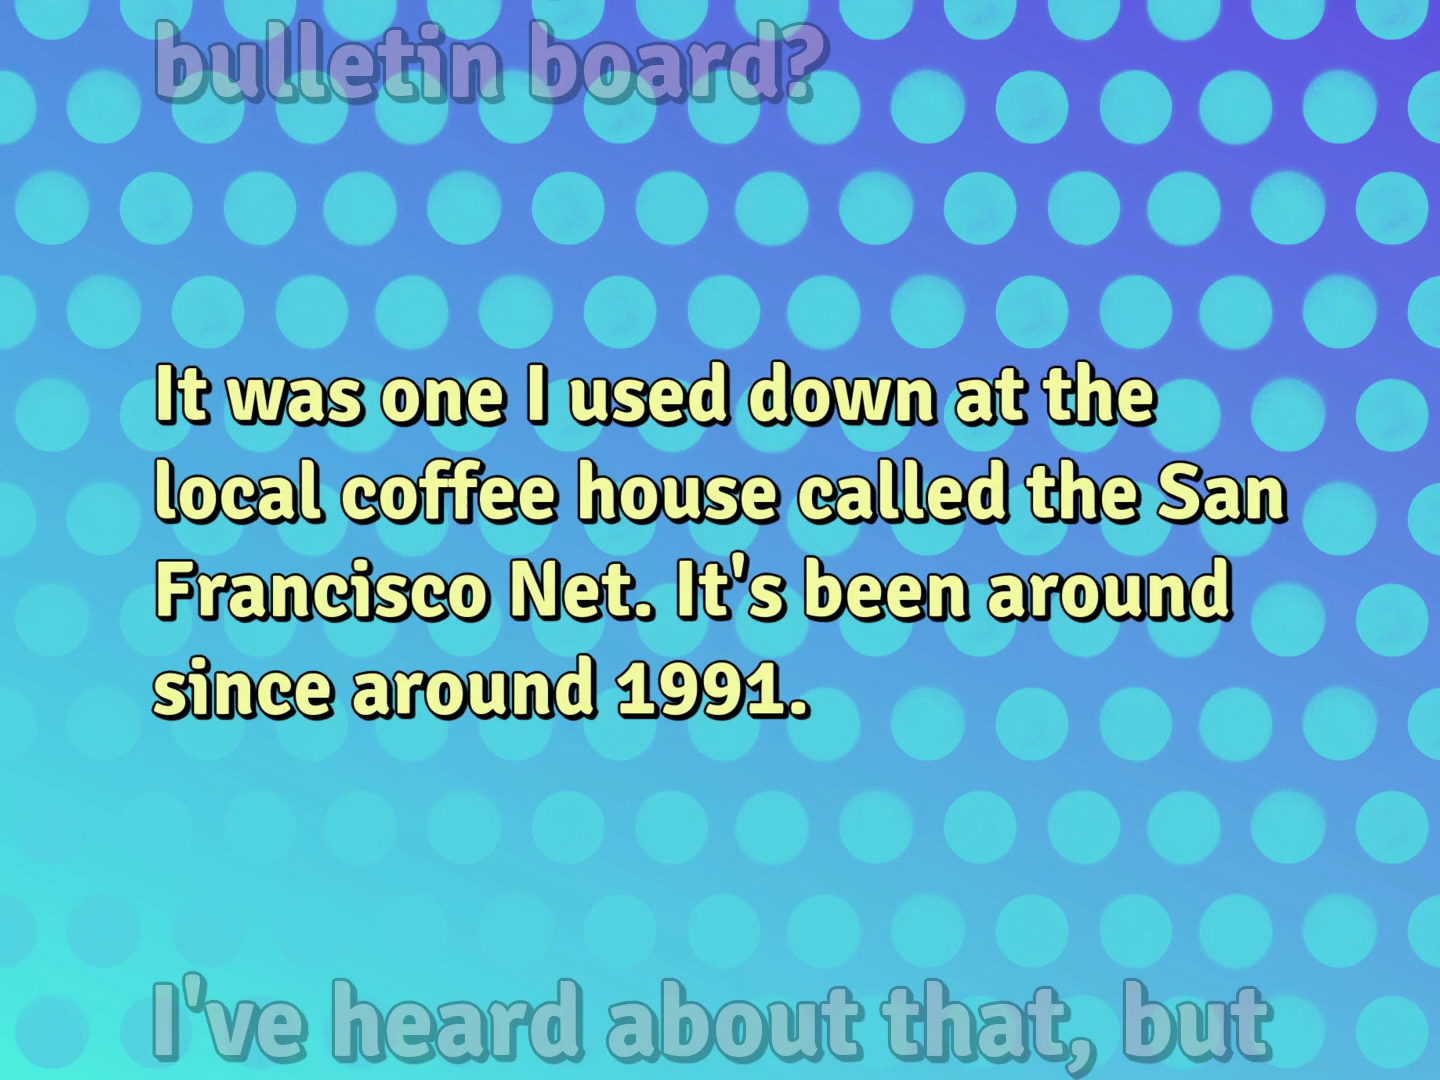 bulletin board?
It was one I used down at the
local coffee house called the San
Francisco Net. It's been around
since around 1991.
I've heard about that, but